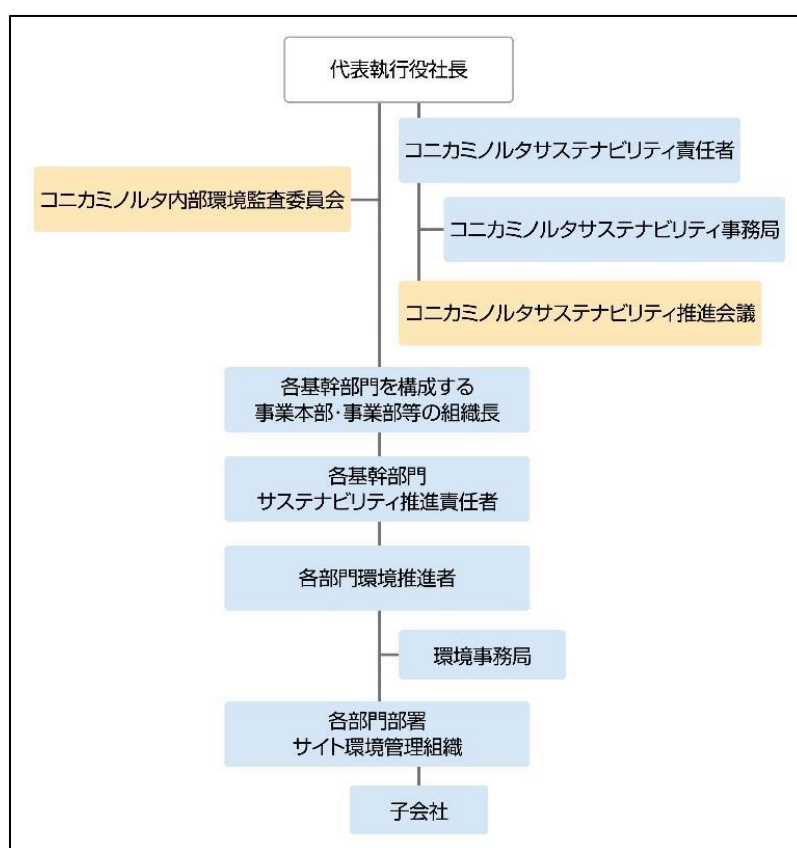 代表執行役社長
コニカミノルタサステナビリティ責任者
コニカミノルタ内部環境監査委員会
コニカミノルタサステナビリティ事務局
コニカミノルタサステナビリティ推進会議
各基幹部門を構成する
事業本部・事業部等の組織長
各基幹部門
サステナビリティ推進責任者
各部門環境推進者
環境事務局
各部門部署
サイト環境管理組織
子会社